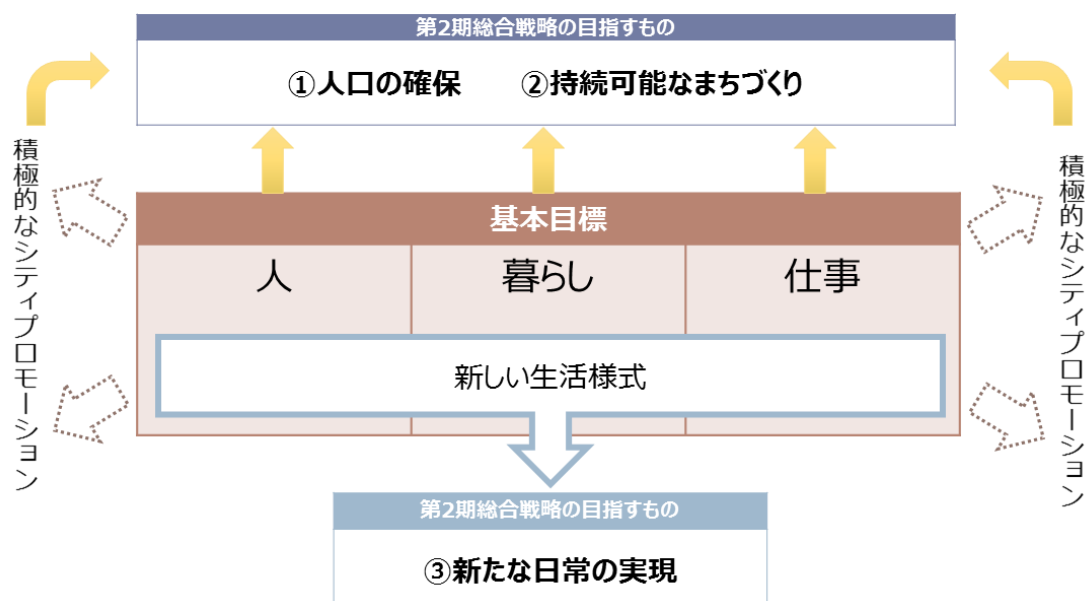 第2期総合戦略の目指すもの
①人口の確保 ②持続可能なまちづくり
積極的なシティプロモーション
基本目標
人 暮らし 仕事
新しい生活様式
積極的なシティプロモーション
第2期総合戦略の目指すもの
③新たな日常の実現